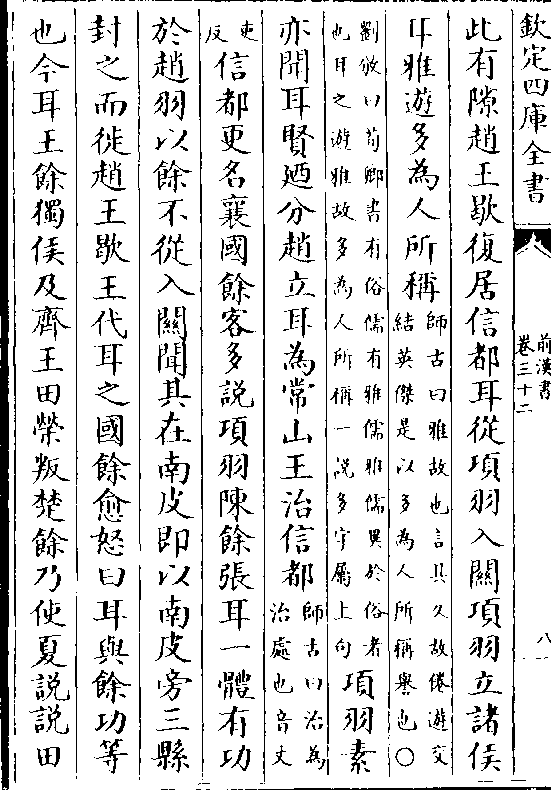 欽定四庫全書
前漢書
卷三十二
八
此有隙趙王歇復居信都耳從項羽入關項羽立諸侯
耳雅遊多為人所稱師古曰雅故也言其久故倦遊交
結英傑是以多為人所稱舉也○
劉攽曰荀卿書有俗儒有雅儒雅儒異於俗者
也耳之遊雅故多為人所稱一說多字屬上句項羽素
亦聞耳賢廼分趙立耳為常山王治信都師古曰治為
治處也音丈
吏
反信都更名襄國餘客多說項羽陳餘張耳一體有功
於趙羽以餘不從入關聞其在南皮即以南皮旁三縣
封之而徙趙王歇王代耳之國餘愈怒曰耳與餘功等
也今耳王餘獨侯及齊王田榮叛楚餘乃使夏說說田